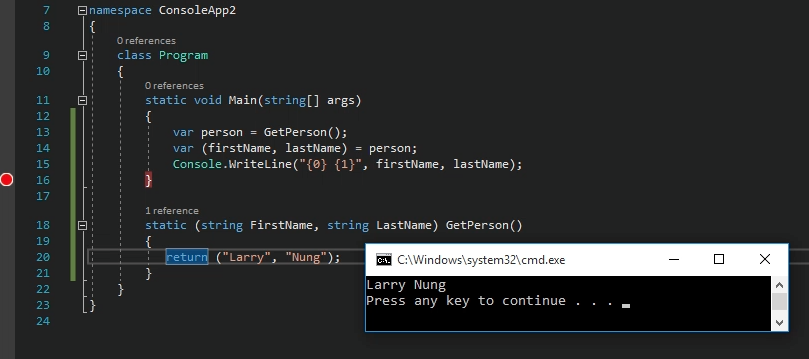 7 namespace ConsoleApp2
8 {
0 references
9 class Program
10 {
0 references
11 static void Main(string[] args)
12 {
13 var person = GetPerson();
14 var (firstName, lastName) = person;
15 Console.WriteLine("{0} {1}", firstName, lastName);
16 }
17
1 reference
18 static (string FirstName, string LastName) GetPerson()
19 {
20 return ("Larry", "Nung");
21 }
22 }
23 }
24
C:\Windows\system32\cmd.exe
Larry Nung
Press any key to continue . . .